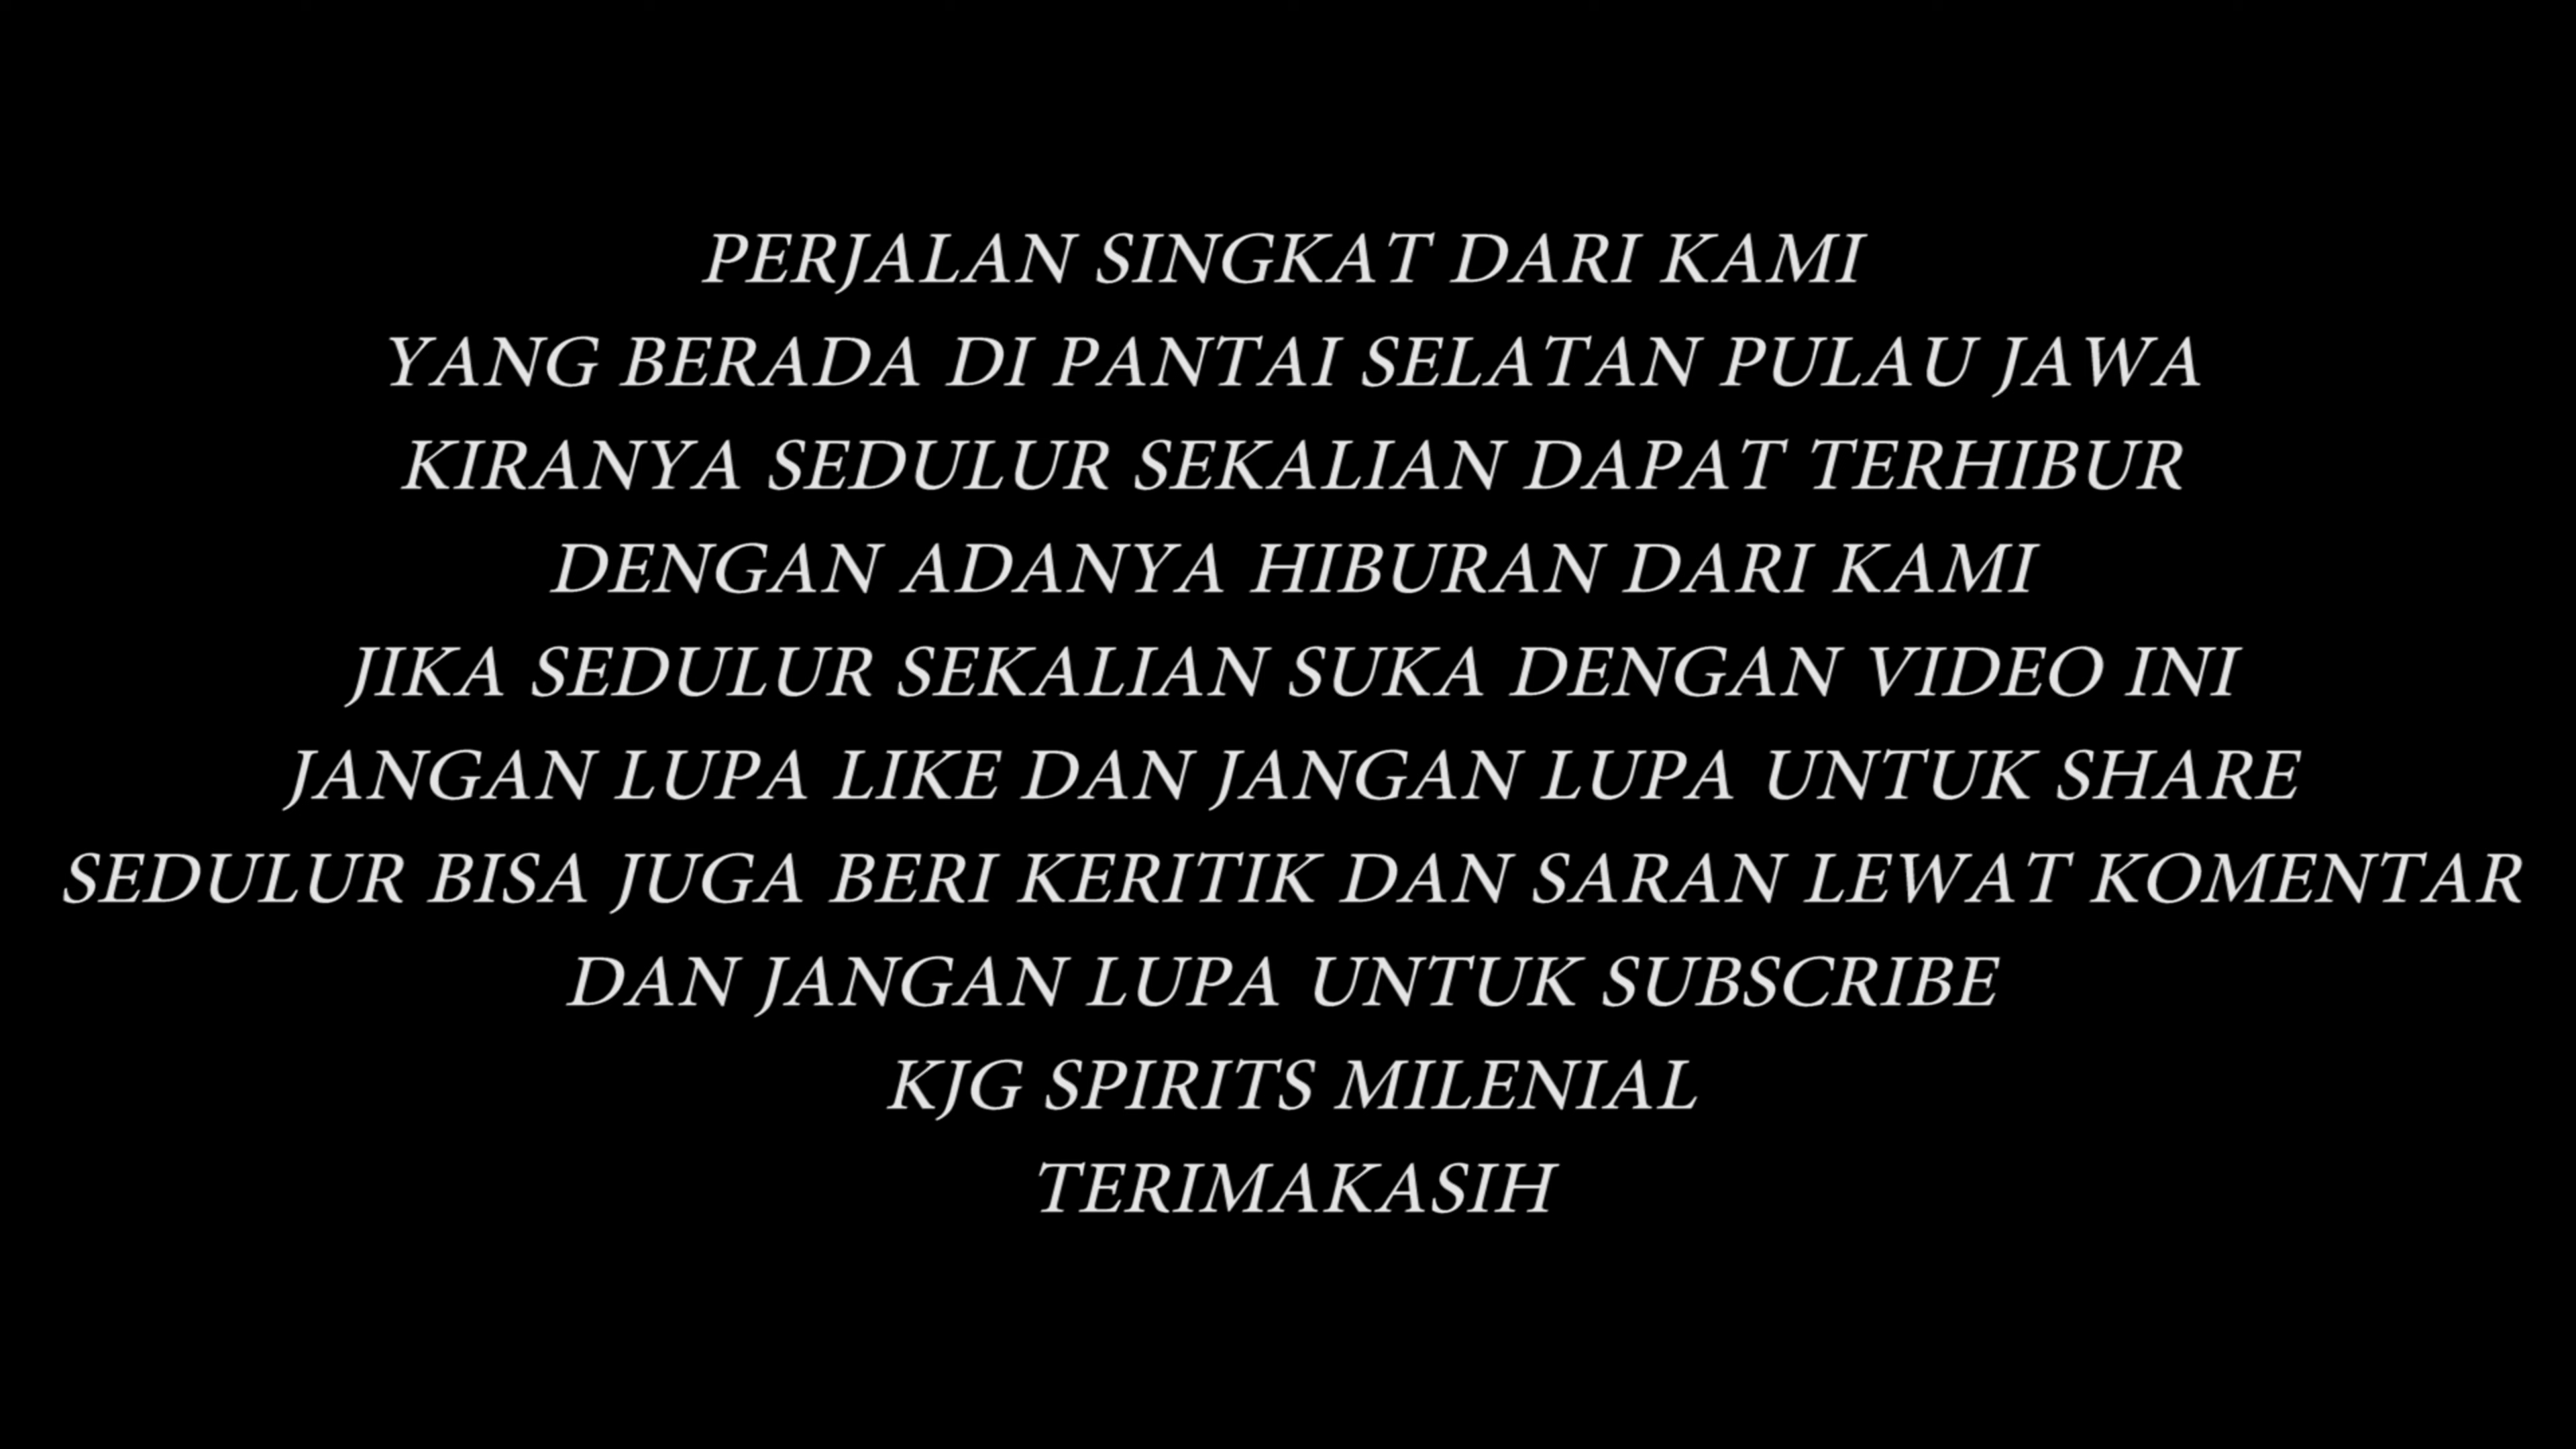 PERJALAN SINGKAT DARI KAMI
YANG BERADA DI PANTAI SELATAN PULAU JAWA
KIRANYA SEDULUR SEKALIAN DAPAT TERHIBUR
DENGAN ADANYA HIBURAN DARI KAMI
JIKA SEDULUR SEKALIAN SUKA DENGAN VIDEO INI
JANGAN LUPA LIKE DAN JANGAN LUPA UNTUK SHARE
SEDULUR BISA JUGA BERI KERITIK DAN SARAN LEWAT KOMENTAR
DAN JANGAN LUPA UNTUK SUBSCRIBE
KJG SPIRITS MILENIAL
TERIMAKASIH